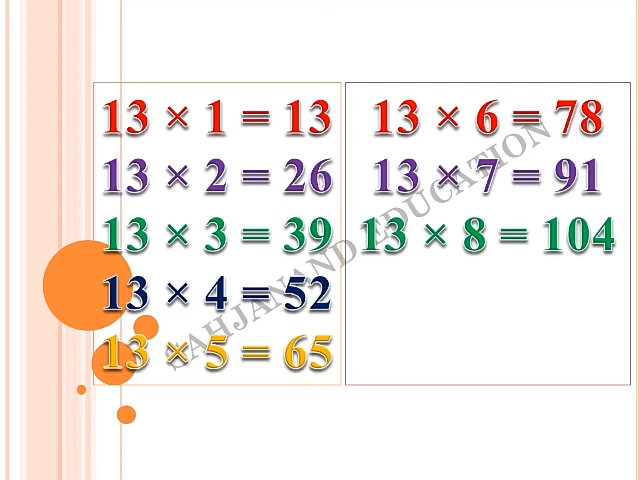 13 × 1 = 13
13 × 2 = 26
13 × 3 = 39
13 × 4 = 52
13 × 5 = 65
13 × 6 = 78
13 × 7 = 91
13 × 8 = 104
SAHJANAND EDUCATION